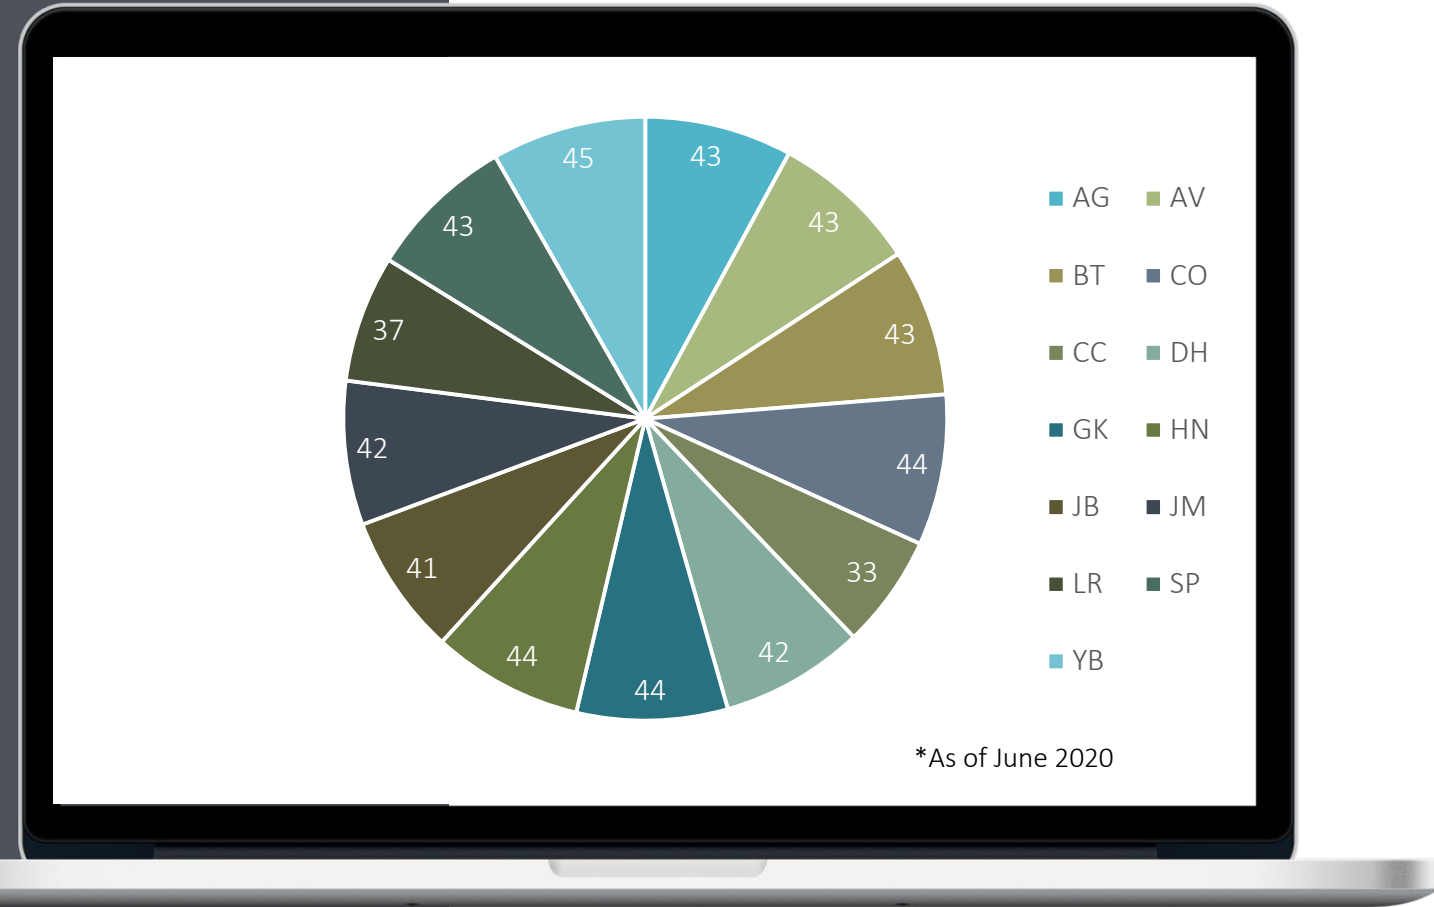 45 43
43 43
37 43
42 44
41 33
44 44 42
AG AV
BT CO
CC DH
GK HN
JB JM
LR SP
YB
*As of June 2020